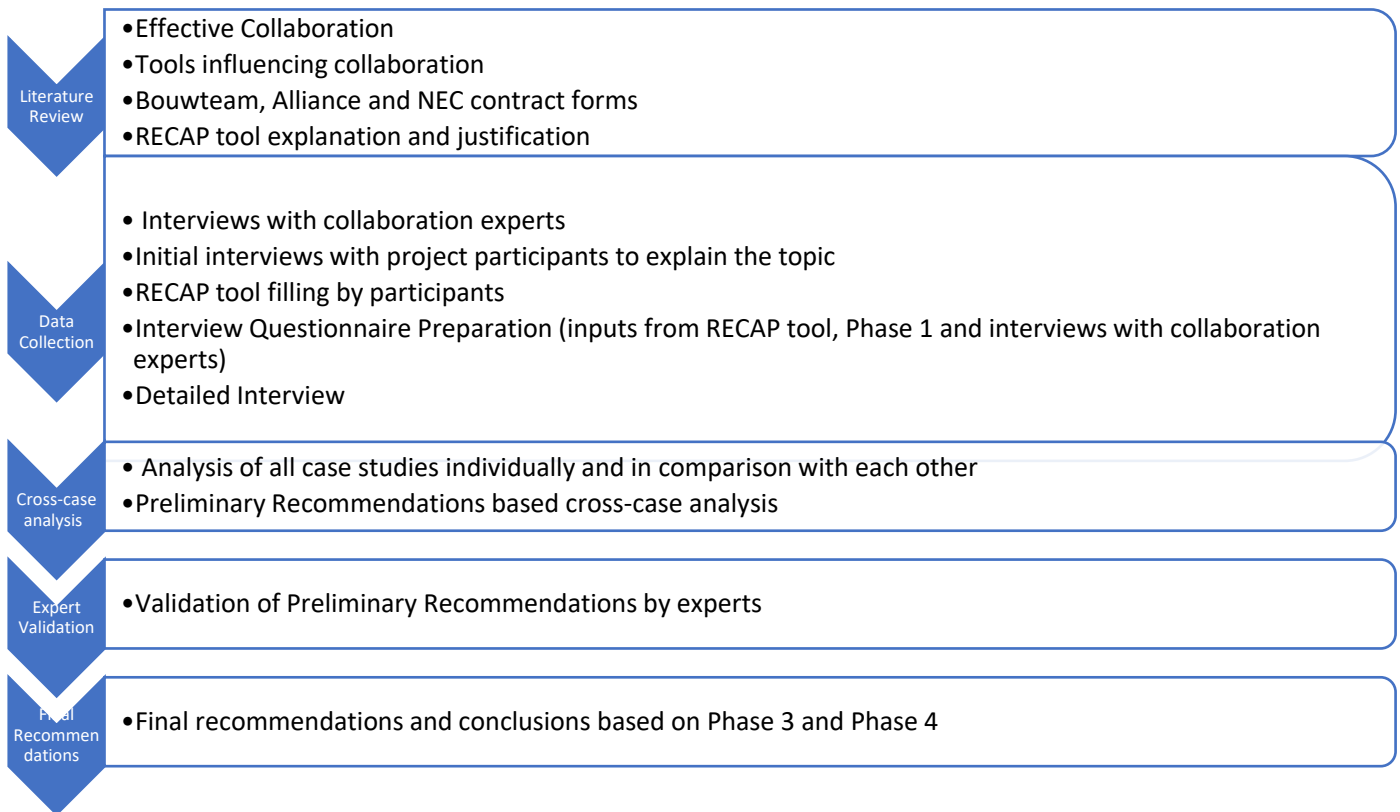 Literature
Review
•Effective Collaboration
•Tools influencing collaboration
•Bouwteam, Alliance and NEC contract forms
•RECAP tool explanation and justification
Data
Collection
• Interviews with collaboration experts
•Initial interviews with project participants to explain the topic
•RECAP tool filling by participants
•Interview Questionnaire Preparation (inputs from RECAP tool, Phase 1 and interviews with collaboration
experts)
•Detailed Interview
Cross-case
analysis
• Analysis of all case studies individually and in comparison with each other
•Preliminary Recommendations based cross-case analysis
Expert
Validation
•Validation of Preliminary Recommendations by experts
Final
Recommen
dations
•Final recommendations and conclusions based on Phase 3 and Phase 4